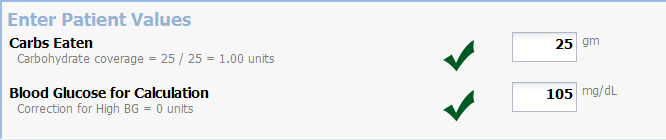 Enter Patient Values
Carbs Eaten 25 gm
Carbohydrate coverage = 25 / 25 = 1.00 units
Blood Glucose for Calculation 105 mg/dL
Correction for High BG = 0 units